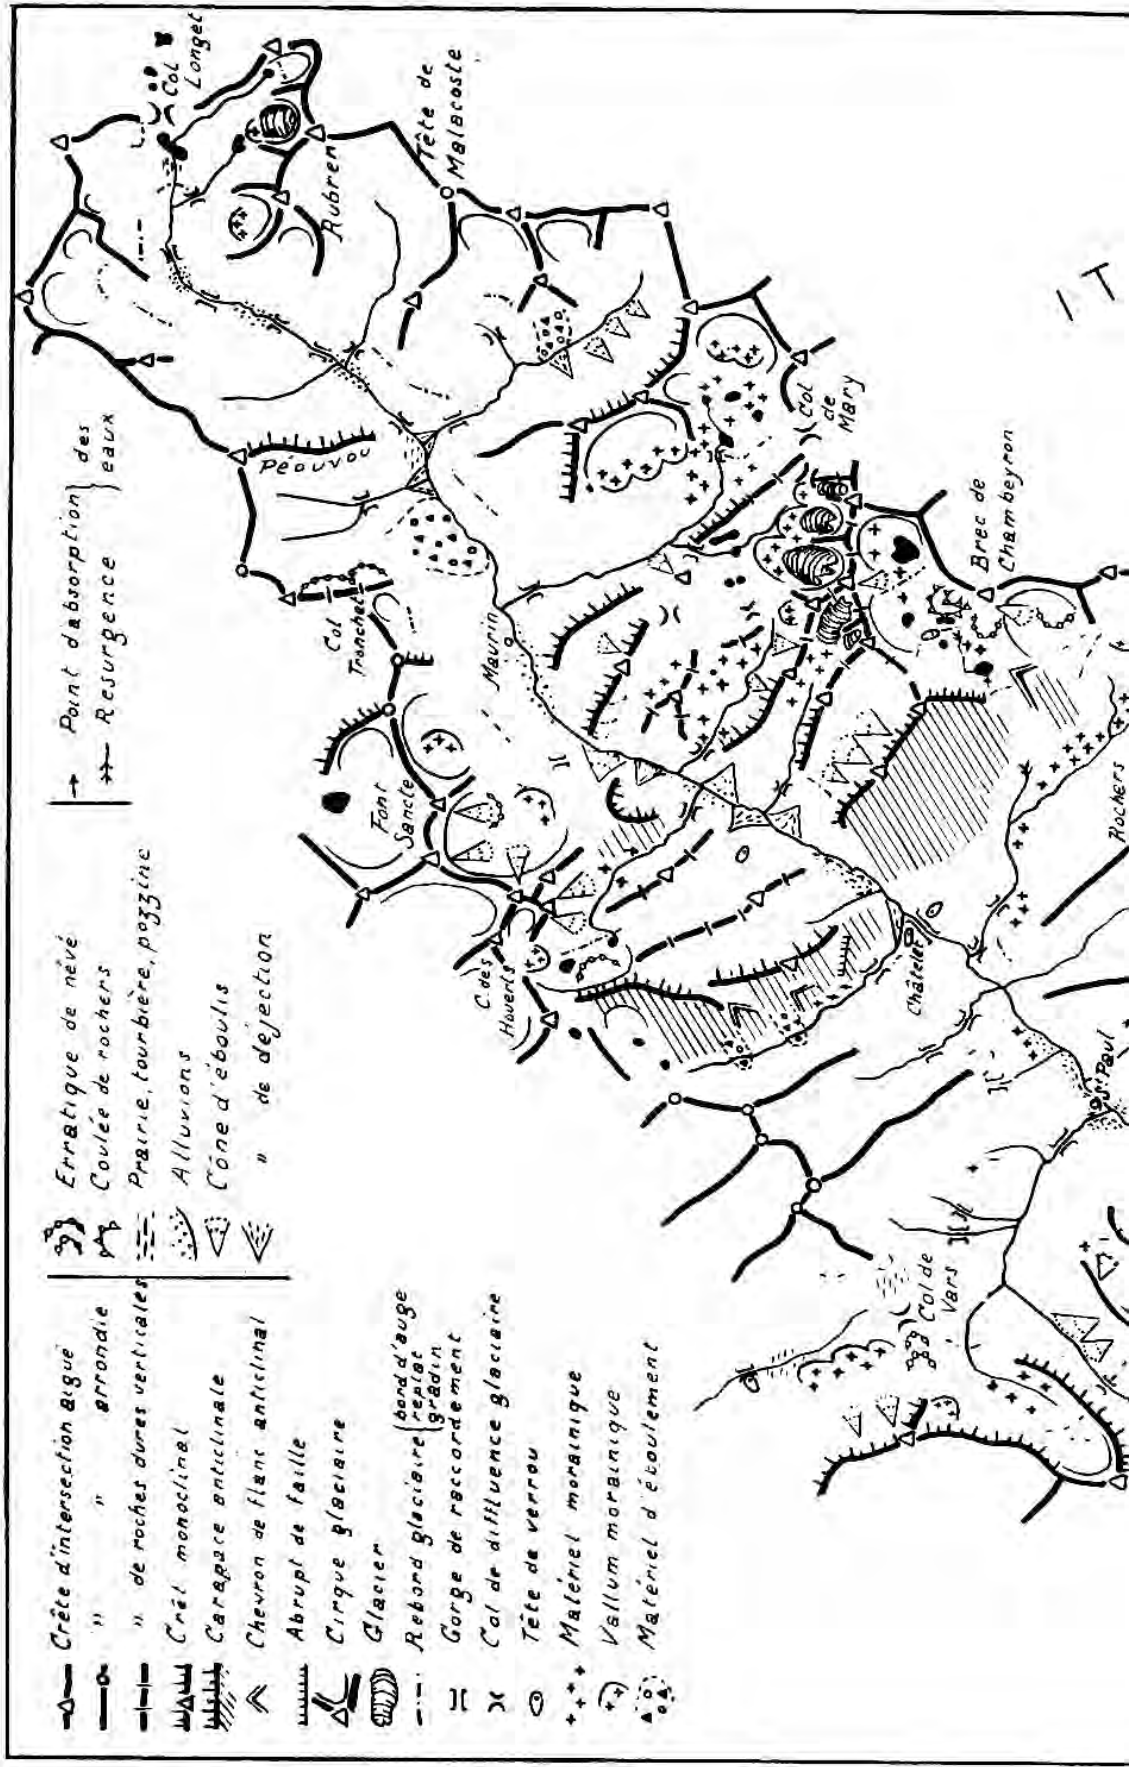 Crête d'intersection aiguë
" " arrondie
" de roches dures verticales
Crêt monoclinal
Carapace anticlinale
Chevron de flanc anticlinal
Abrupt de faille
Cirque glaciaire
Glacier
Rebord glaciaire { bord d'auge
replat
gradin
Gorge de raccordement
Col de diffluence glaciaire
Tête de verrou
Matériel morainique
Vallum morainique
Matériel d'éboulement
Erratique de névé
Coulée de rochers
Prairie, tourbière, pozzine
Alluvions
Cône d'éboulis
" de déjection
Point d'absorption } des
Resurgence } eaux
Col
Longet
Rubren
Tête de
Malacoste
Péouvou
Col
Tronchet
Maurin
Col
de
Mary
Brec de
Chambeyron
Font
Sancte
C. des
Houerts
Châtelet
Rochers
St Paul
Col de
Vars